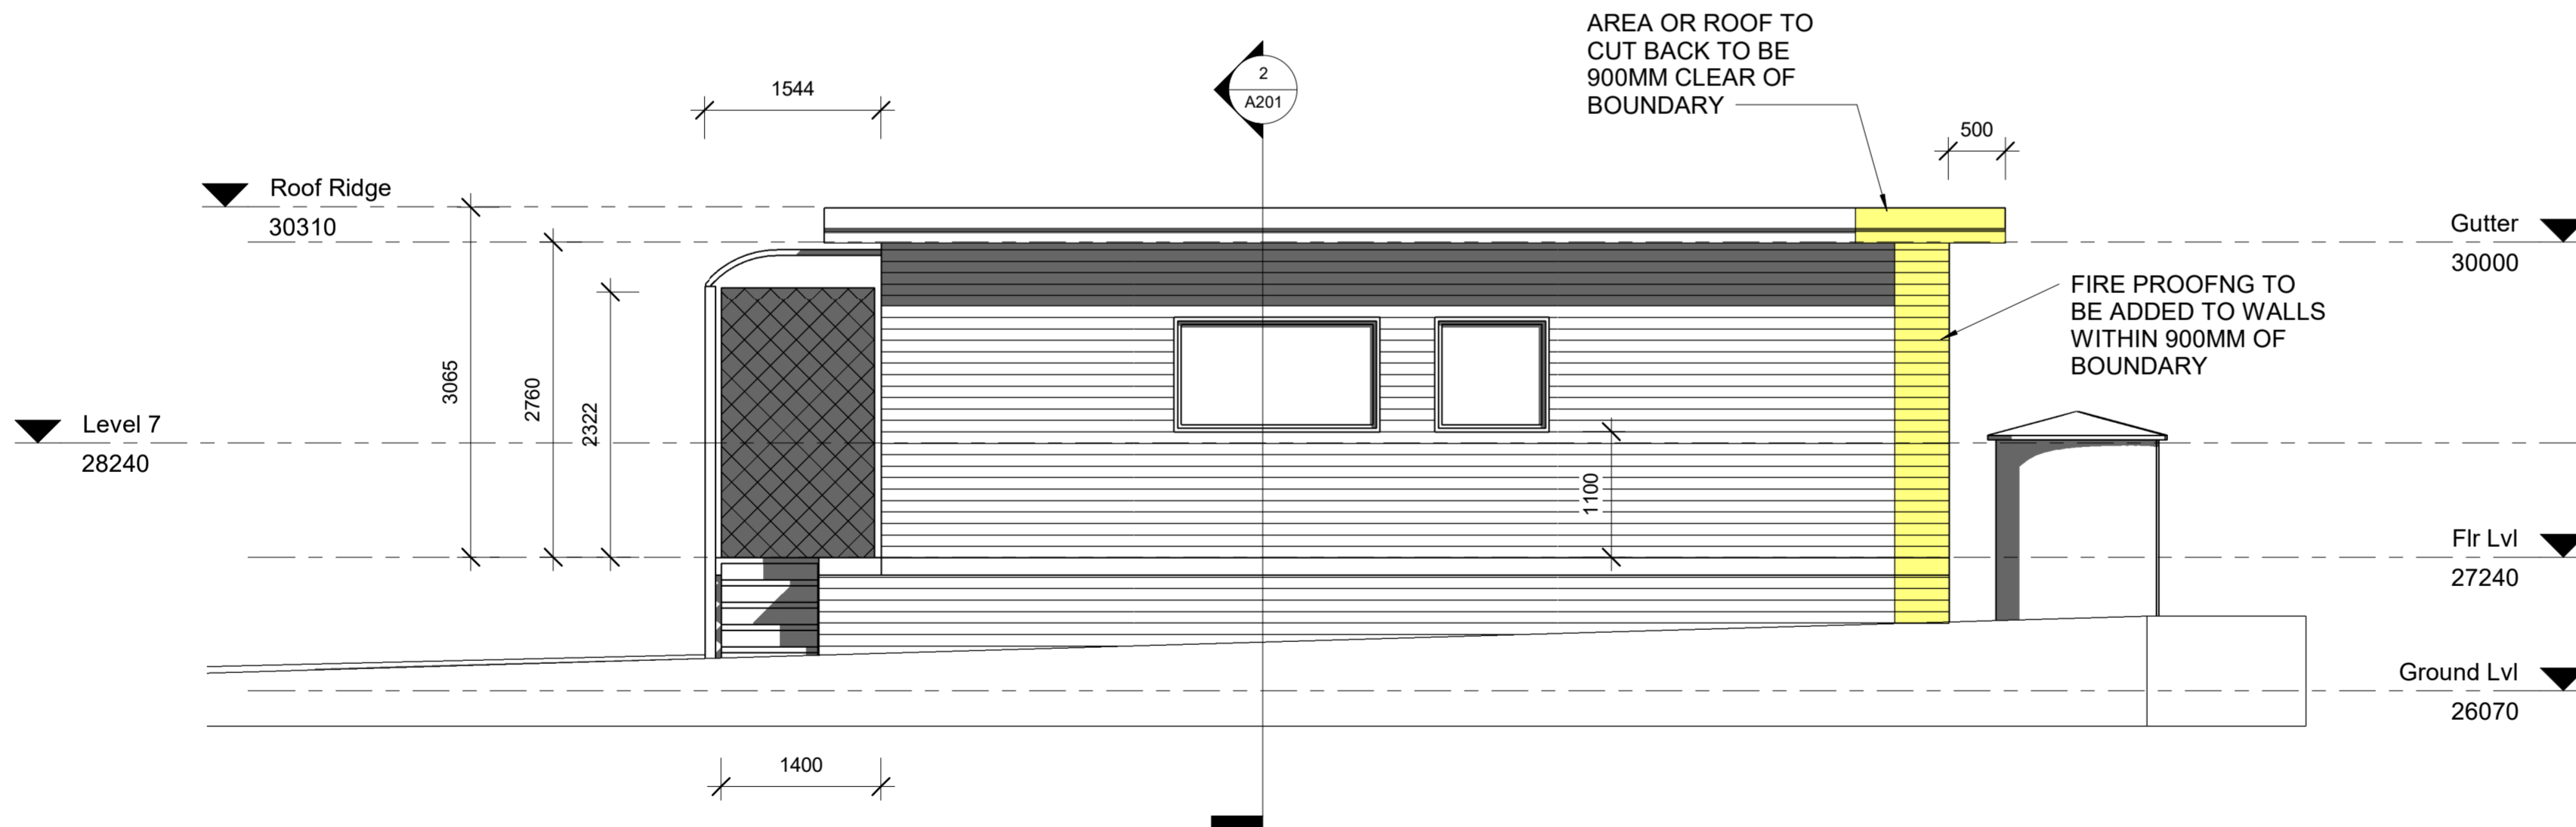 AREA OR ROOF TO
CUT BACK TO BE
900MM CLEAR OF
BOUNDARY
1544
2
A201
500
Roof Ridge
30310
Gutter
30000
FIRE PROOFNG TO
BE ADDED TO WALLS
WITHIN 900MM OF
BOUNDARY
3065
2760
2322
Level 7
28240
1100
Flr Lvl
27240
Ground Lvl
26070
1400